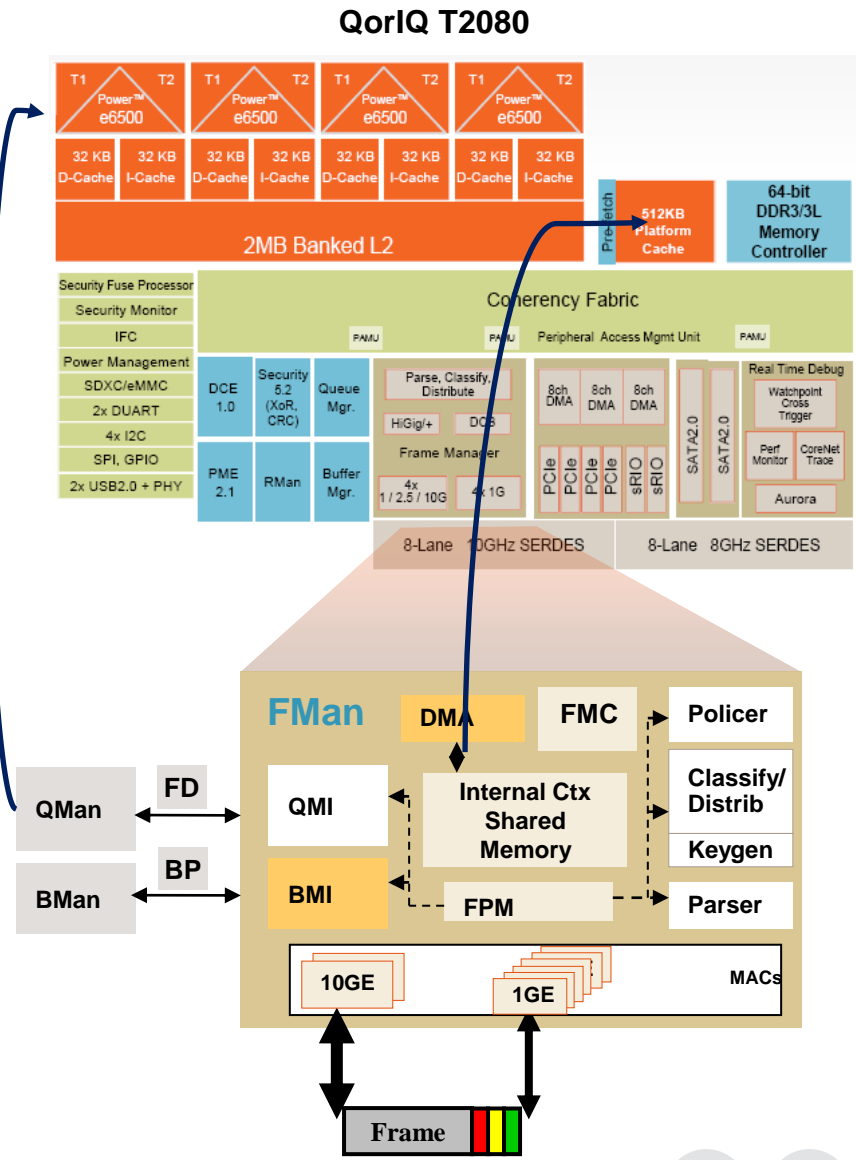 QorIQ T2080
T1 T2 T1 T2 T1 T2 T1 T2
Power™ Power™ Power™ Power™
e6500 e6500 e6500 e6500
32 KB 32 KB 32 KB 32 KB 32 KB 32 KB 32 KB 32 KB
D-Cache I-Cache D-Cache I-Cache D-Cache I-Cache D-Cache I-Cache
2MB Banked L2
Pre-fetch
512KB
Platform
Cache
64-bit
DDR3/3L
Memory
Controller
Security Fuse Processor
Security Monitor
IFC
Power Management
SDXC/eMMC
2x DUART
4x I2C
SPI, GPIO
2x USB2.0 + PHY
Coherency Fabric
PAMU PAMU Peripheral Access Mgmt Unit PAMU
DCE
1.0
Security
5.2
(XoR,
CRC)
Queue
Mgr.
PME
2.1
RMan
Buffer
Mgr.
Parse, Classify,
Distribute
HiGig/+ DCB
Frame Manager
4x
1 / 2.5 / 10G
4x 1G
8ch
DMA
8ch
DMA
8ch
DMA
PCIe
PCIe
PCIe
PCIe
sRIO
sRIO
SATA2.0
SATA2.0
Real Time Debug
Watchpoint
Cross
Trigger
Perf
Monitor
CoreNet
Trace
Aurora
8-Lane 10GHz SERDES
8-Lane 8GHz SERDES
FMan
DMA
FMC
Policer
Classify/
Distrib
Keygen
Parser
QMan
FD
QMI
Internal Ctx
Shared
Memory
BMan
BP
BMI
FPM
10GE
1GE
MACs
Frame